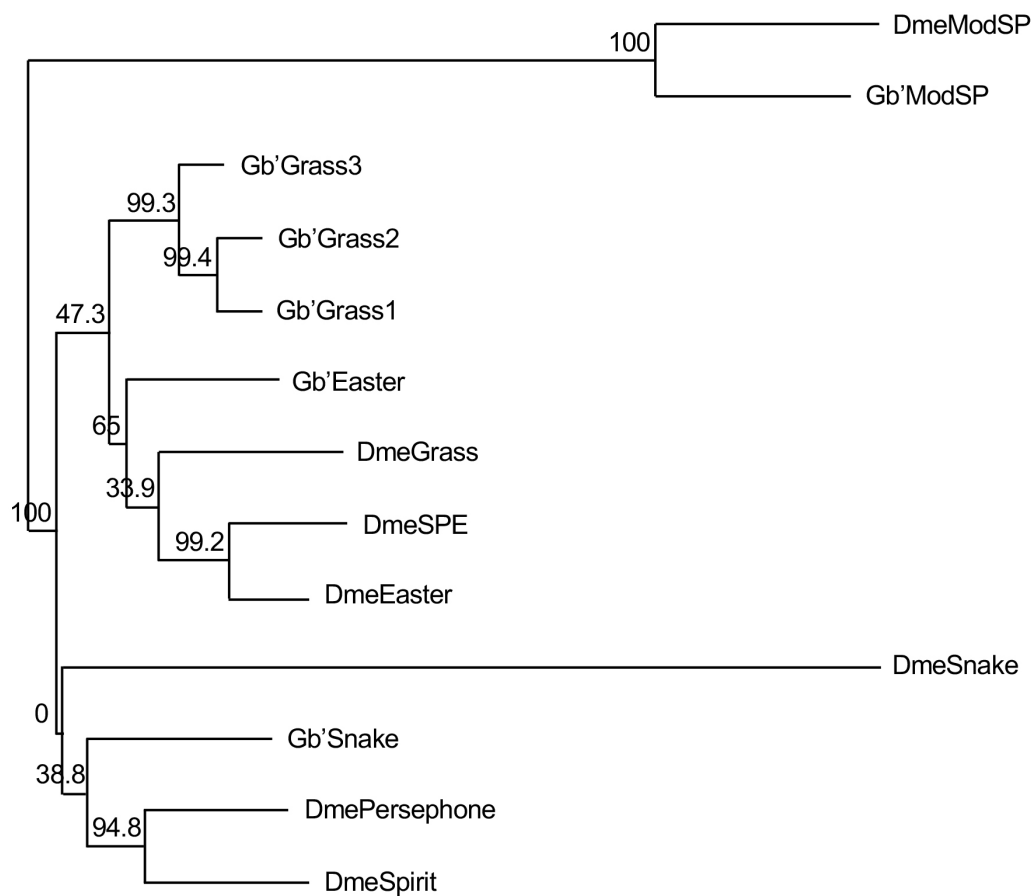 DmeModSP
100
Gb’ModSP
Gb’Grass3
99.3
Gb’Grass2
99.4
Gb’Grass1
47.3
Gb’Easter
65
DmeGrass
33.9
100
DmeSPE
99.2
DmeEaster
DmeSnake
0
Gb’Snake
38.8
DmePersephone
94.8
DmeSpirit